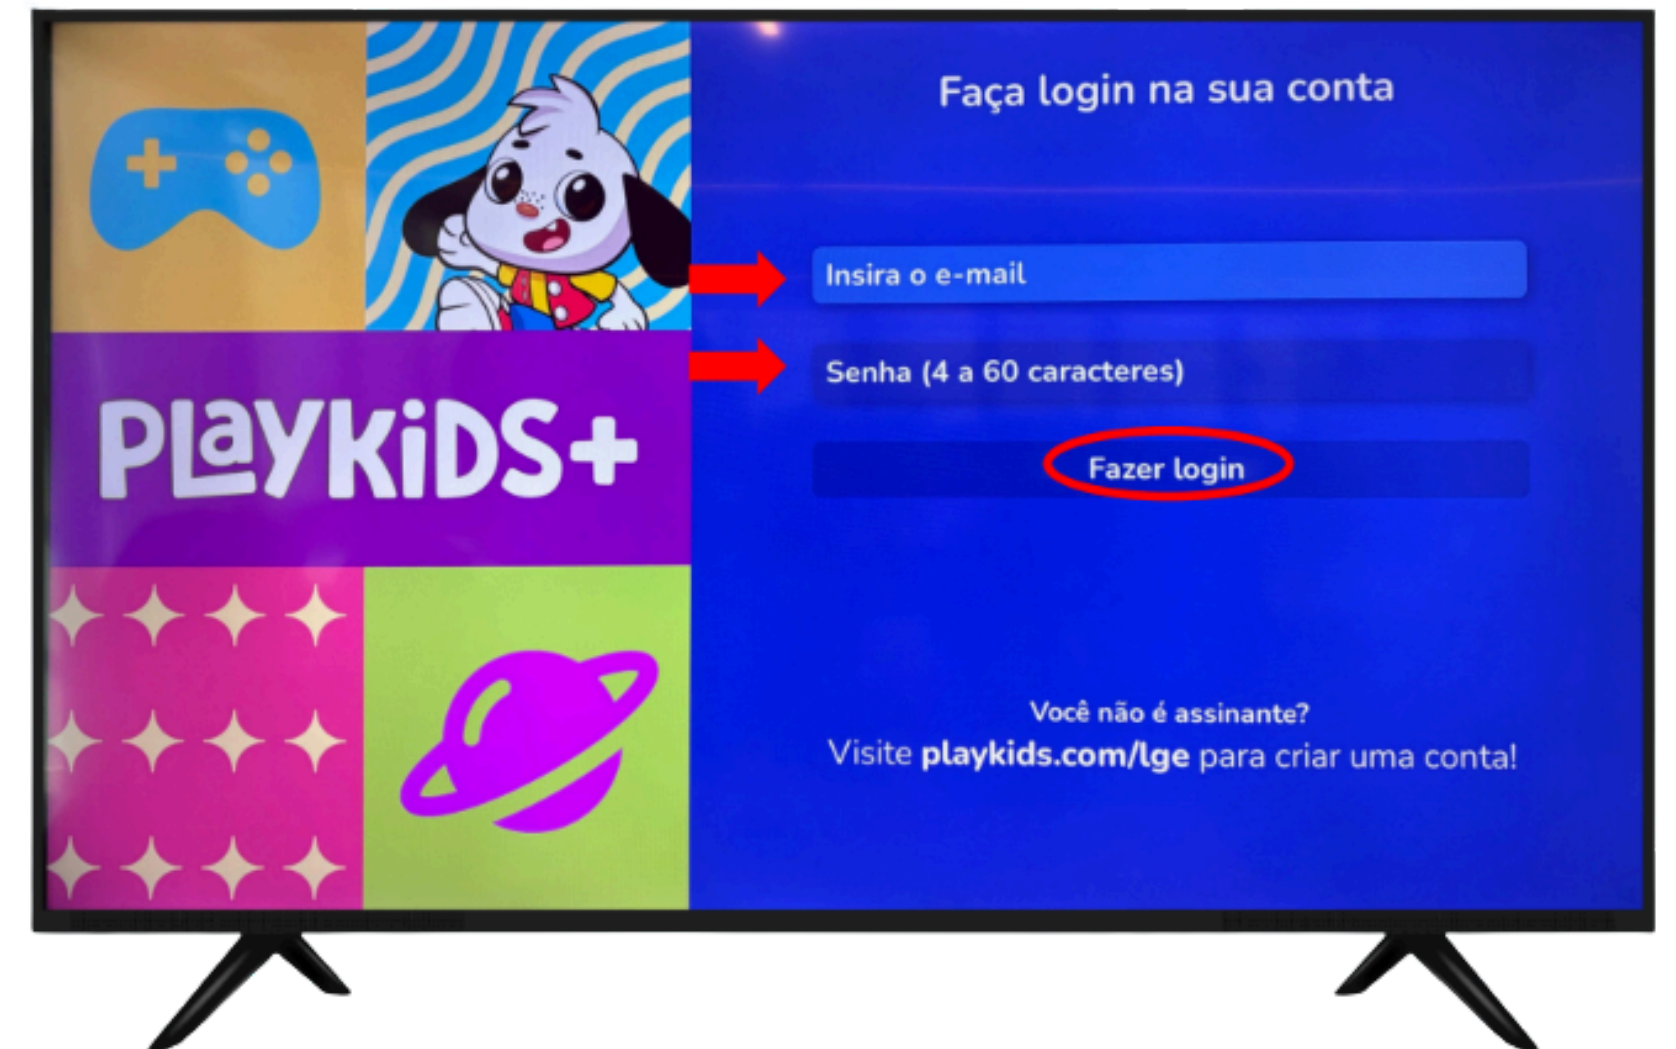 PLAYKIDS+
Faça login na sua conta
Insira o e-mail
Senha (4 a 60 caracteres)
Fazer login
Você não é assinante?
Visite playkids.com/lge para criar uma conta!